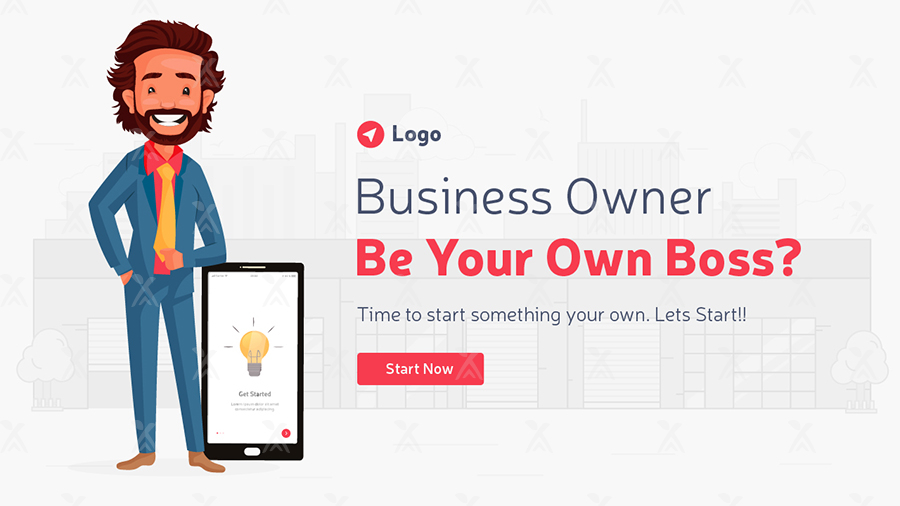 Logo
Business Owner
Be Your Own Boss?
Time to start something your own. Lets Start!!
Start Now
Get Started